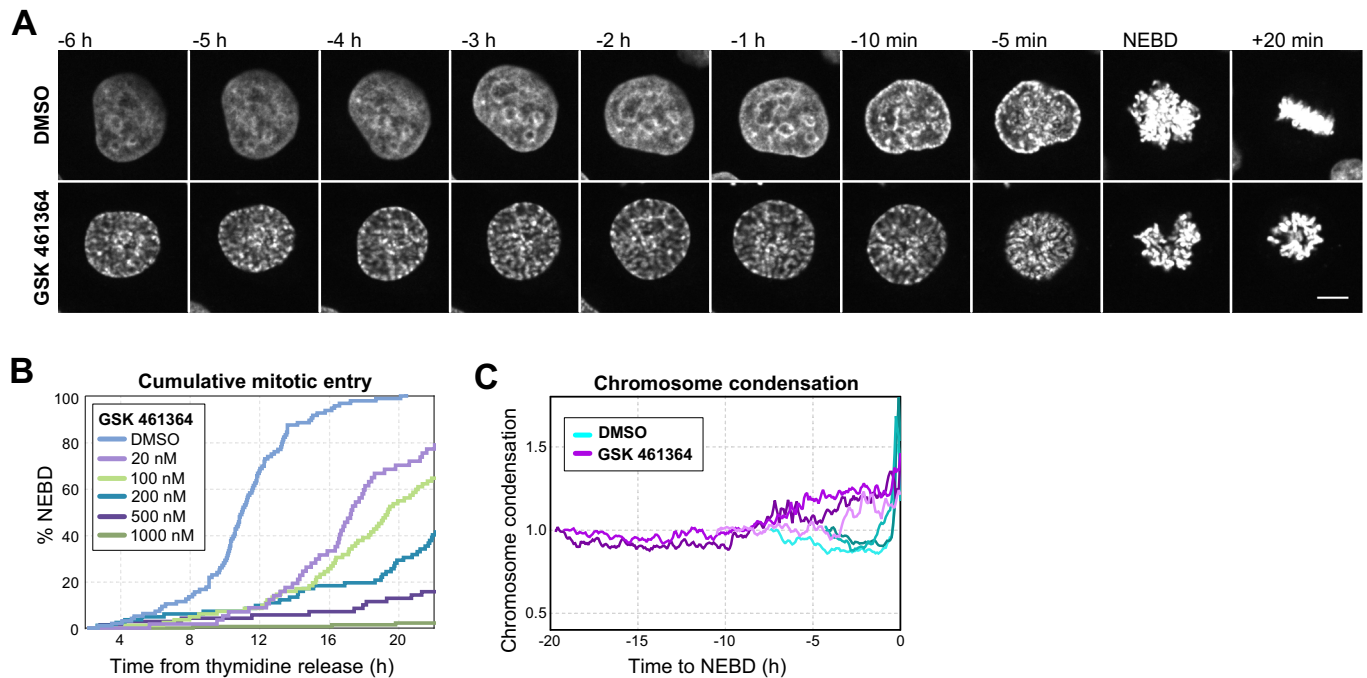 A
-6 h -5 h -4 h -3 h -2 h -1 h -10 min -5 min NEBD +20 min
DMSO
GSK 461364
B
Cumulative mitotic entry
% NEBD
100
80
60
40
20
0
GSK 461364
DMSO
20 nM
100 nM
200 nM
500 nM
1000 nM
4 8 12 16 20
Time from thymidine release (h)
C
Chromosome condensation
Chromosome condensation
1.5
1.0
0.5
DMSO
GSK 461364
-20 -15 -10 -5 0
Time to NEBD (h)